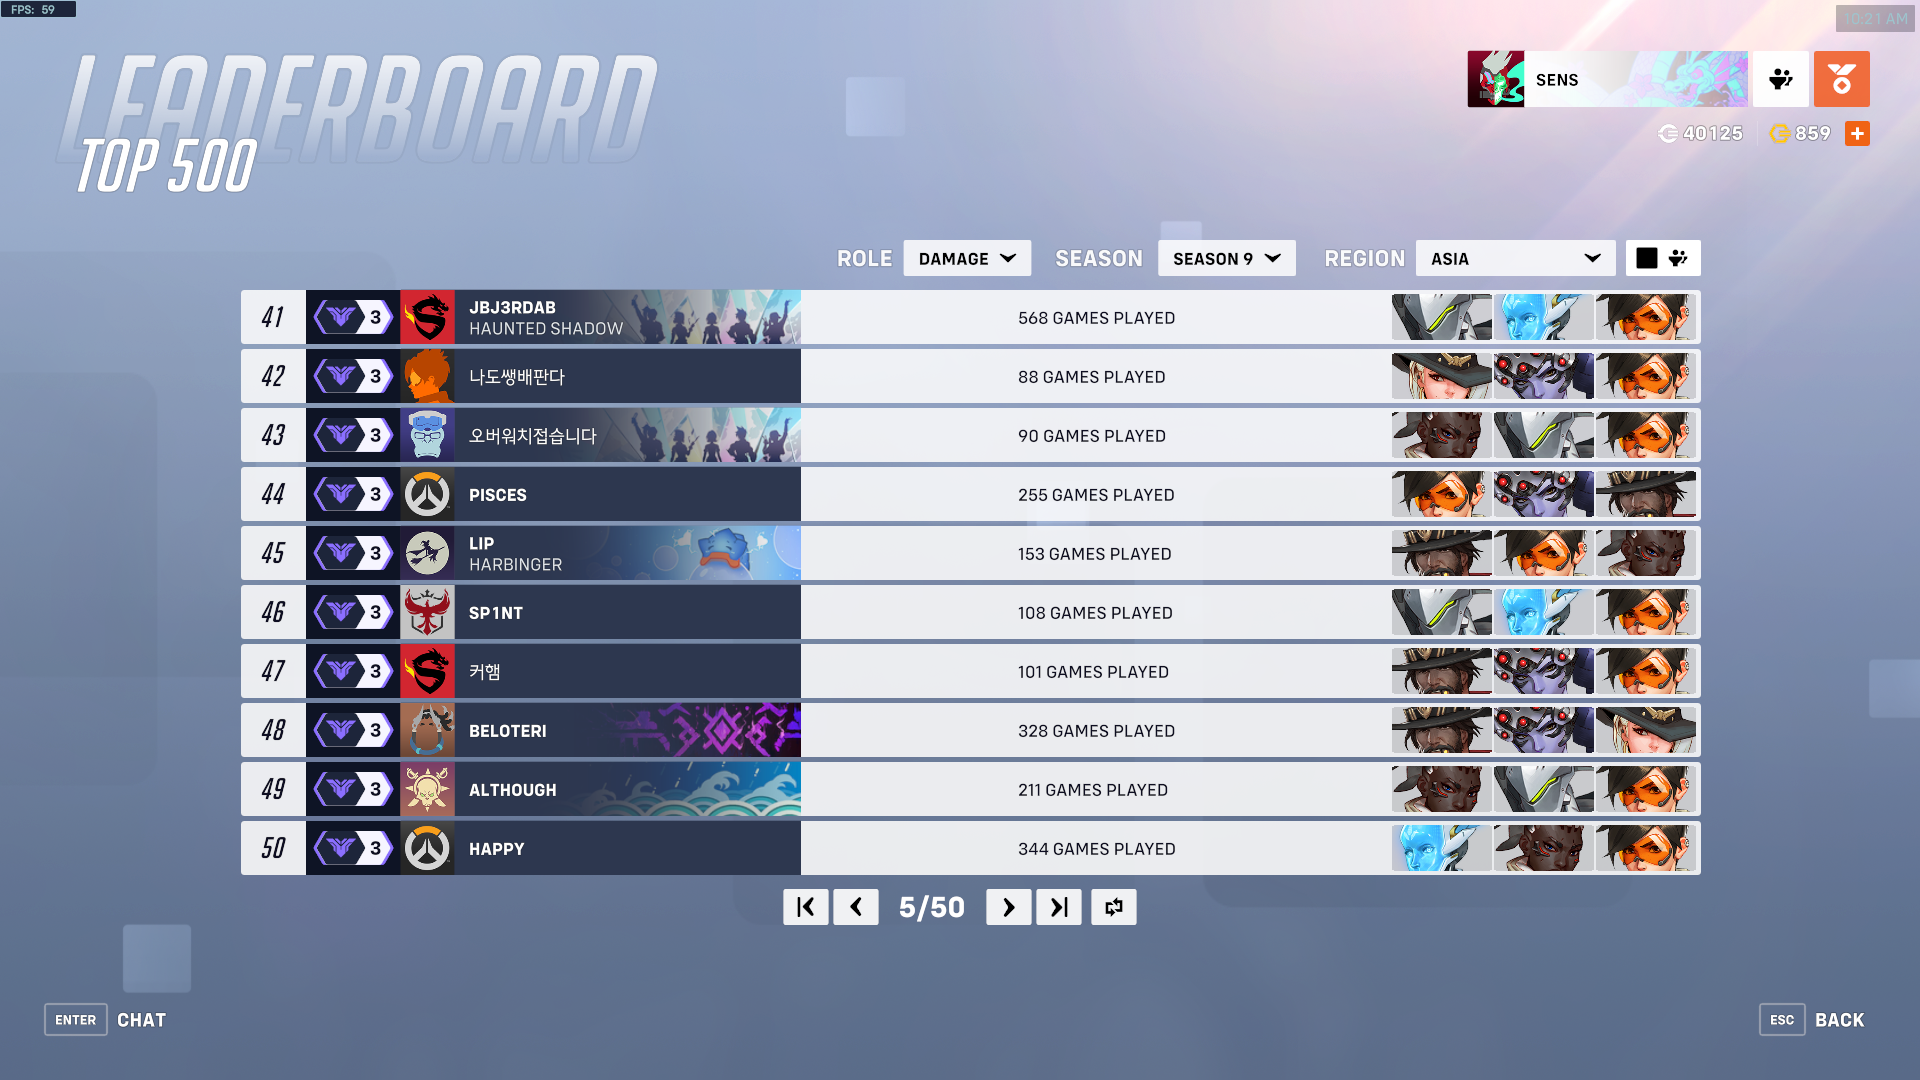 FPS: 59
10:21 AM
LEADERBOARD
TOP 500
SENS
40125
859
ROLE DAMAGE SEASON SEASON 9 REGION ASIA
41 3 JBJ3RDAB 568 GAMES PLAYED
HAUNTED SHADOW
42 3 나도쌩배판다 88 GAMES PLAYED
43 3 오버워치접습니다 90 GAMES PLAYED
44 3 PISCES 255 GAMES PLAYED
45 3 LIP 153 GAMES PLAYED
HARBINGER
46 3 SP1NT 108 GAMES PLAYED
47 3 커햄 101 GAMES PLAYED
48 3 BELOTERI 328 GAMES PLAYED
49 3 ALTHOUGH 211 GAMES PLAYED
50 3 HAPPY 344 GAMES PLAYED
5/50
ENTER CHAT
ESC BACK